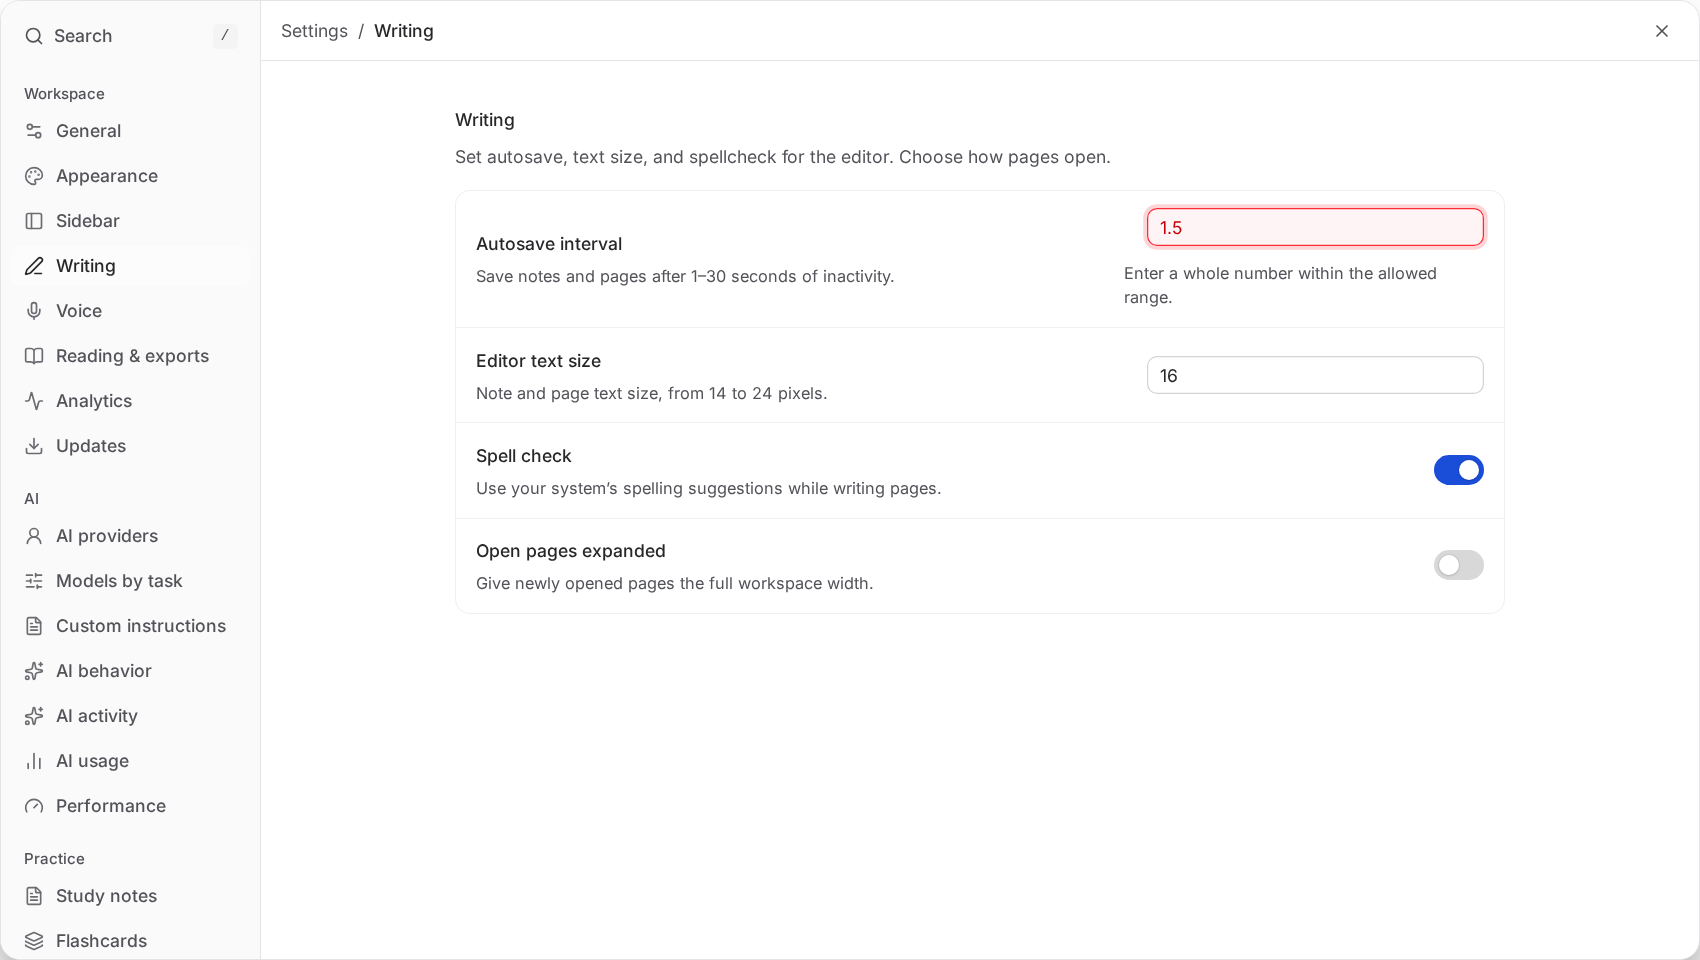 Search
/
Workspace
General
Appearance
Sidebar
Writing
Voice
Reading & exports
Analytics
Updates
AI
AI providers
Models by task
Custom instructions
AI behavior
AI activity
AI usage
Performance
Practice
Study notes
Flashcards
Settings / Writing
Writing
Set autosave, text size, and spellcheck for the editor. Choose how pages open.
Autosave interval
Save notes and pages after 1–30 seconds of inactivity.
1.5
Enter a whole number within the allowed
range.
Editor text size
Note and page text size, from 14 to 24 pixels.
16
Spell check
Use your system’s spelling suggestions while writing pages.
Open pages expanded
Give newly opened pages the full workspace width.